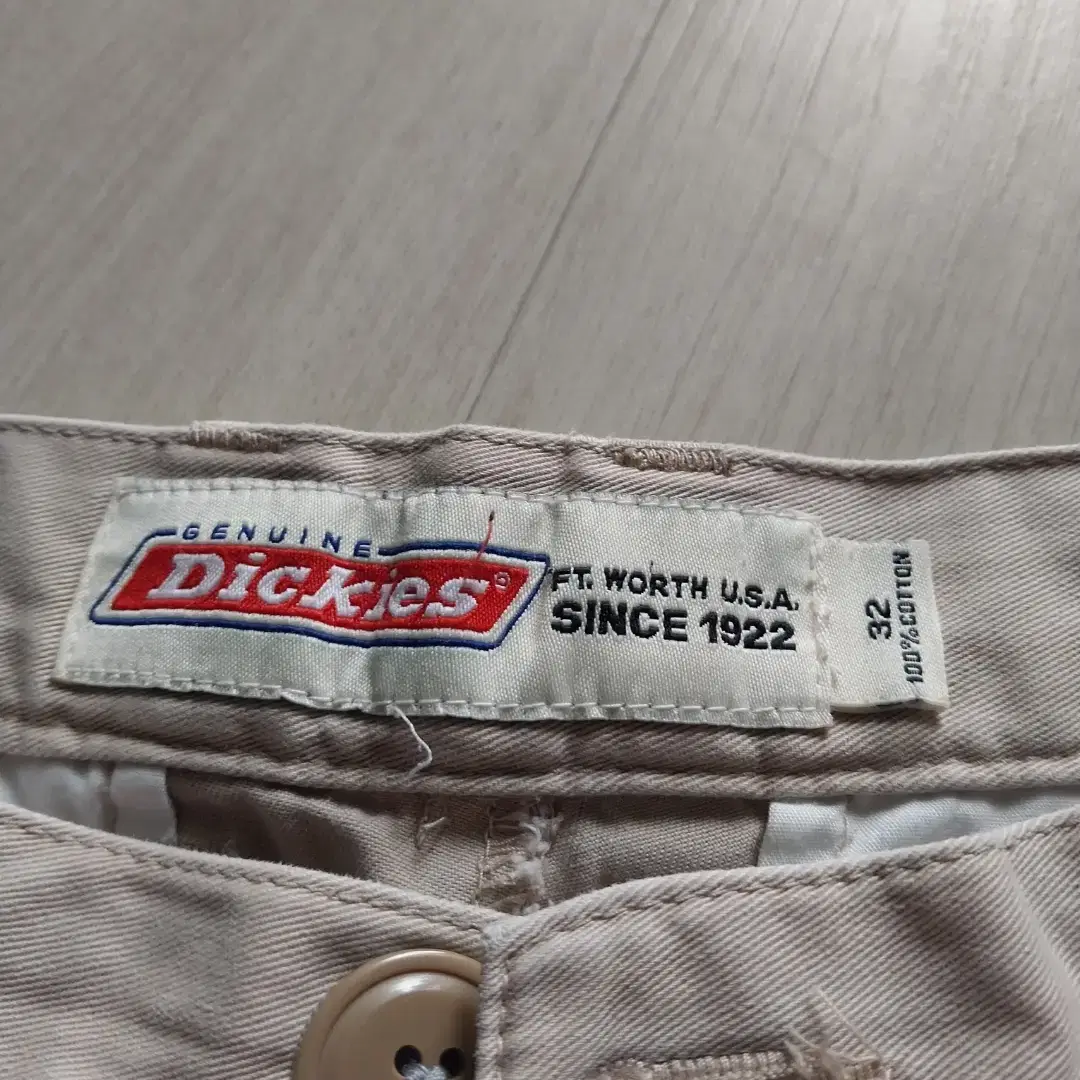 GENUINE
Dickies®
FT. WORTH U.S.A.
SINCE 1922
32
100% COTTON